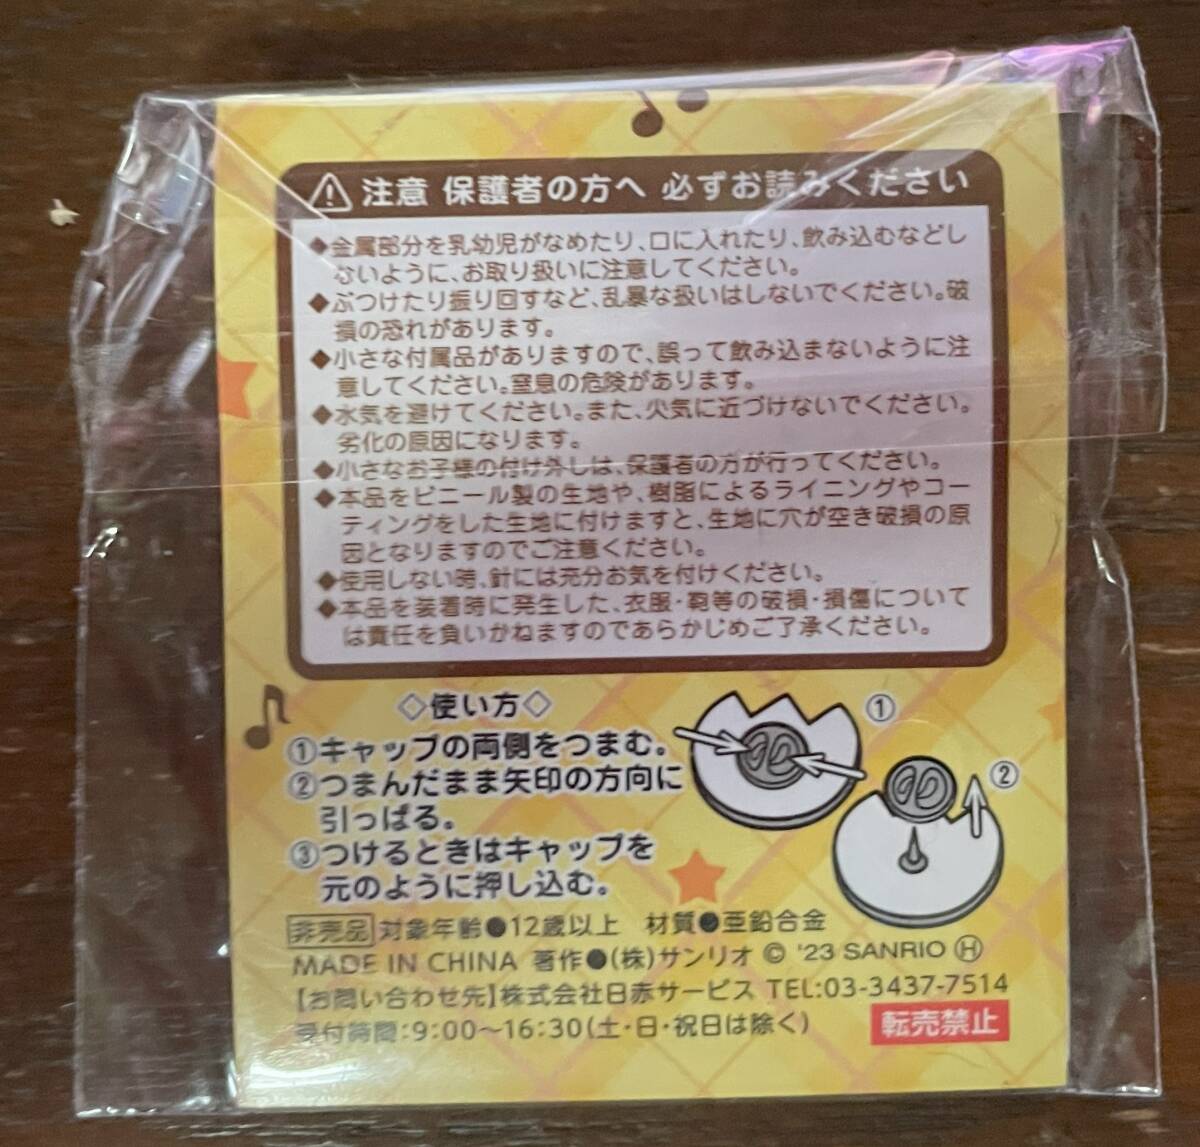 注意 保護者の方へ 必ずお読みください
◆金属部分を乳幼児がなめたり、口に入れたり、飲み込むなどし
ないように、お取り扱いに注意してください。
◆ぶつけたり振り回すなど、乱暴な扱いはしないでください。破
損の恐れがあります。
◆小さな付属品がありますので、誤って飲み込まないように注
意してください。窒息の危険があります。
◆水気を避けてください。また、火気に近づけないでください。
劣化の原因になります。
◆小さなお子様の付け外しは、保護者の方が行ってください。
◆本品をビニール製の生地や、樹脂によるライニングやコー
ティングをした生地に付けますと、生地に穴が空き破損の原
因となりますのでご注意ください。
◆使用しない時、針には充分お気を付けください。
◆本品を装着時に発生した、衣服・鞄等の破損・損傷について
は責任を負いかねますのであらかじめご了承ください。
◇使い方◇
①キャップの両側をつまむ。
②つまんだまま矢印の方向に
引っぱる。
③つけるときはキャップを
元のように押し込む。
①
②
非売品 対象年齢●12歳以上 材質●亜鉛合金
MADE IN CHINA 著作●(株)サンリオ © '23 SANRIO Ⓗ
【お問い合わせ先】株式会社日赤サービス TEL:03-3437-7514
受付時間:9:00〜16:30(土・日・祝日は除く)
転売禁止